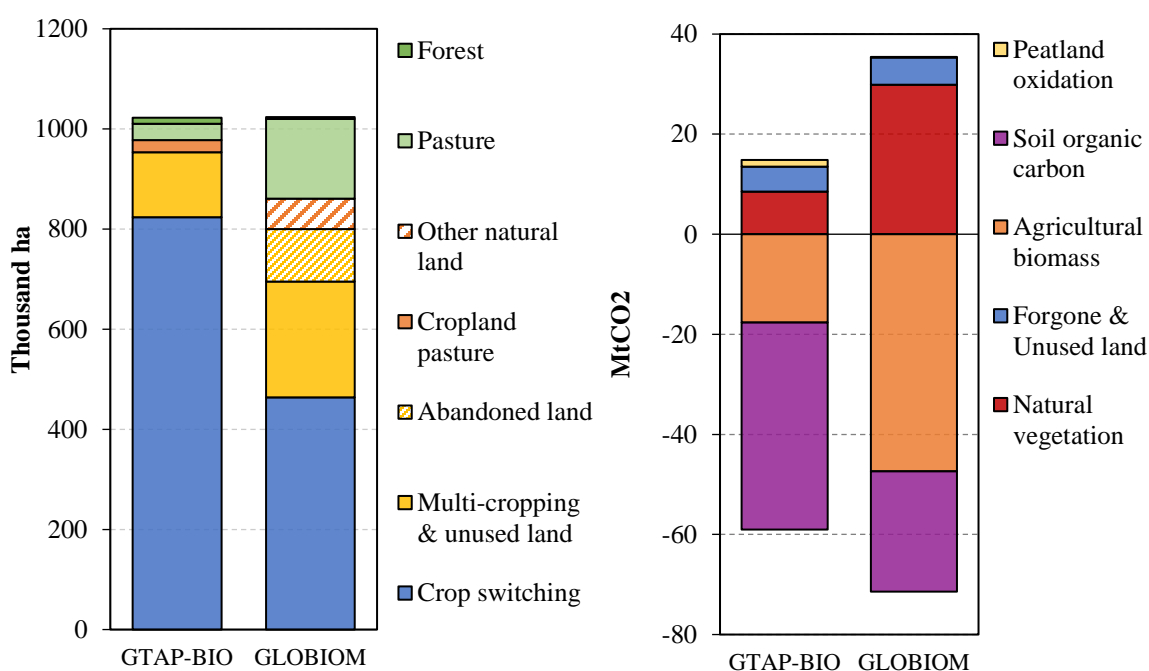 1200
1000
800
600
400
200
0
Thousand ha
GTAP-BIO GLOBIOM
Forest
Pasture
Other natural
land
Cropland
pasture
Abandoned land
Multi-cropping
& unused land
Crop switching
40
20
0
-20
-40
-60
-80
MtCO2
GTAP-BIO GLOBIOM
Peatland
oxidation
Soil organic
carbon
Agricultural
biomass
Forgone &
Unused land
Natural
vegetation